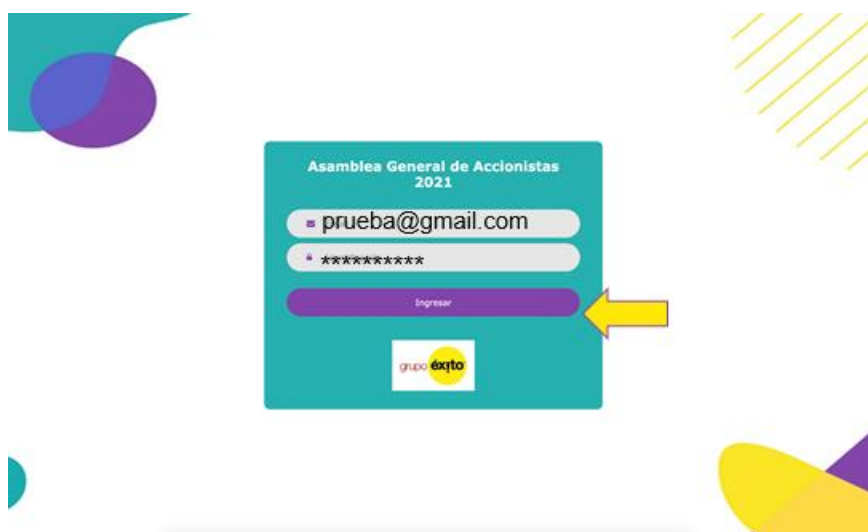 Asamblea General de Accionistas
2021
prueba@gmail.com
**********
Ingresar
grupo éxito